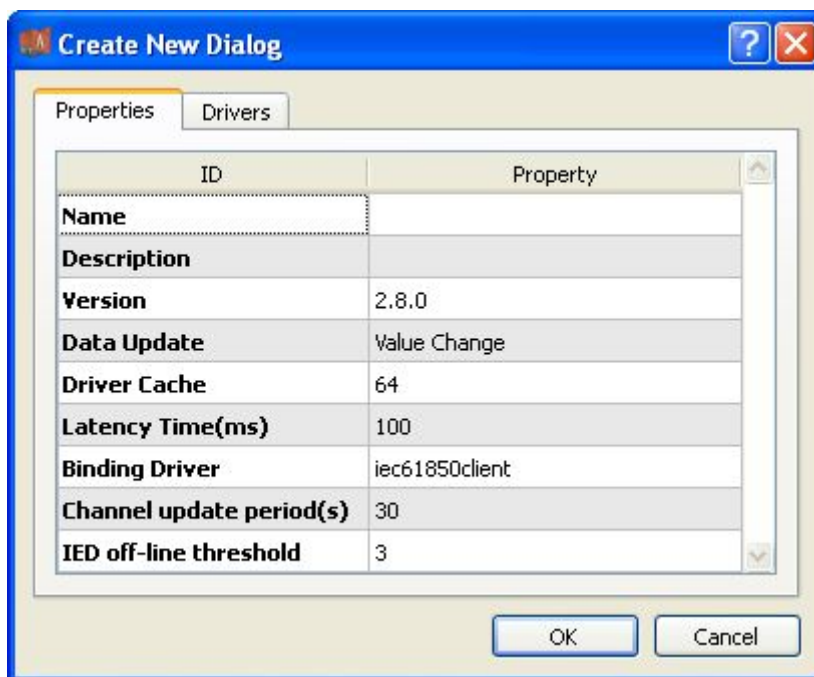 Create New Dialog
Properties Drivers
ID Property
Name
Description
Version 2.8.0
Data Update Value Change
Driver Cache 64
Latency Time(ms) 100
Binding Driver iec61850client
Channel update period(s) 30
IED off-line threshold 3
OK Cancel